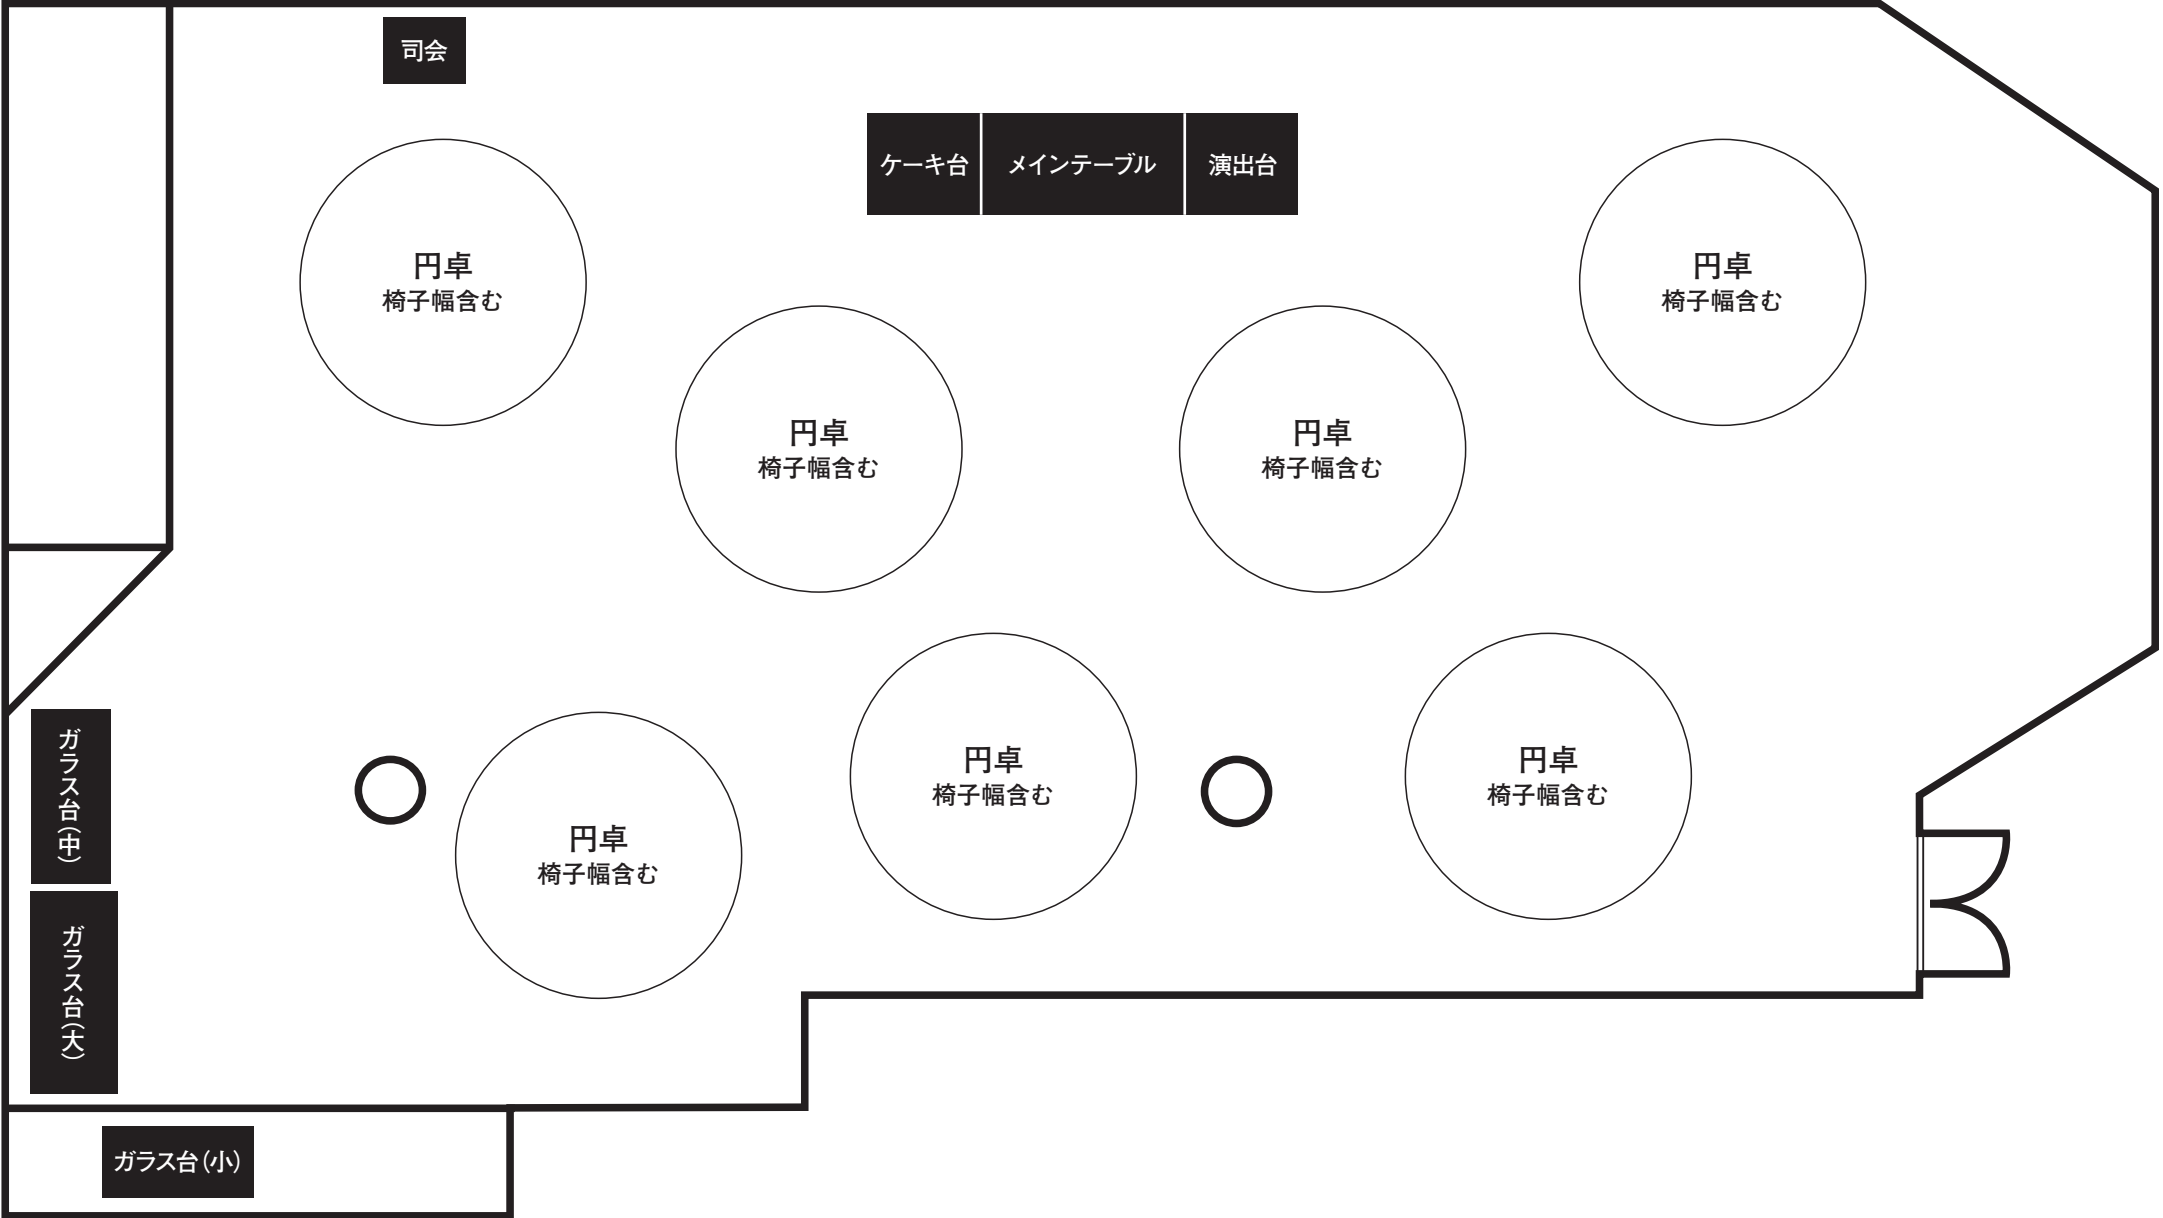 司会
ケーキ台
メインテーブル
演出台
円卓
椅子幅含む
円卓
椅子幅含む
円卓
椅子幅含む
円卓
椅子幅含む
円卓
椅子幅含む
円卓
椅子幅含む
円卓
椅子幅含む
ガラス台（中）
ガラス台（大）
ガラス台（小）